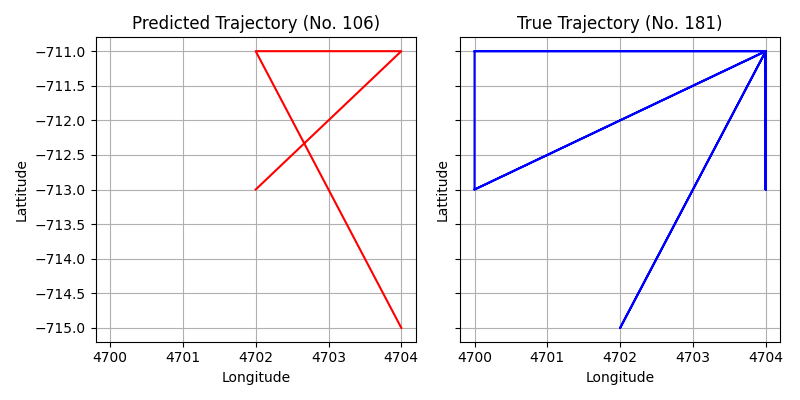 Predicted Trajectory (No. 106)
True Trajectory (No. 181)
−711.0
−711.5
−712.0
−712.5
−713.0
−713.5
−714.0
−714.5
−715.0
Lattitude
4700 4701 4702 4703 4704
Longitude
Lattitude
4700 4701 4702 4703 4704
Longitude